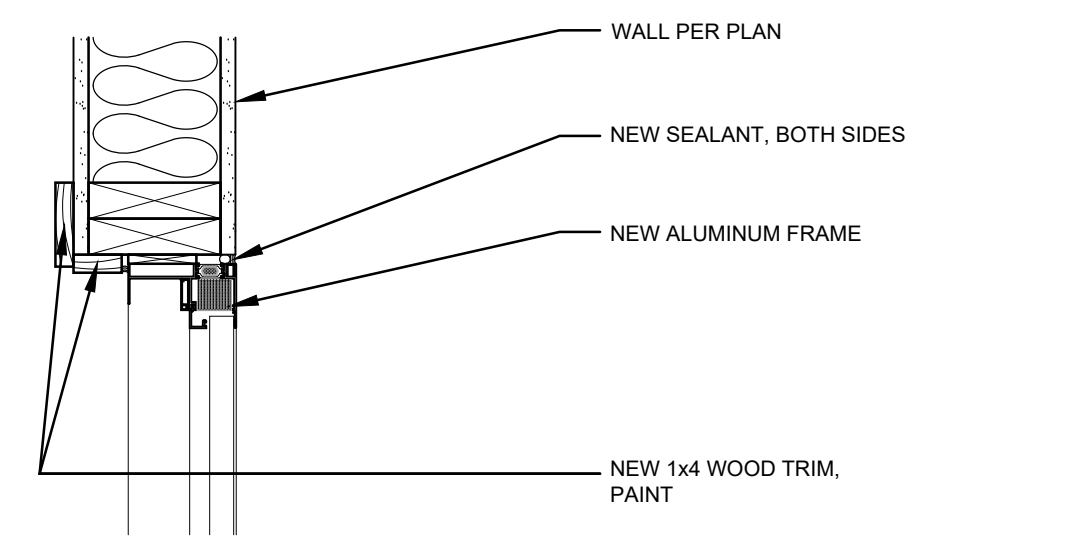 WALL PER PLAN
NEW SEALANT, BOTH SIDES
NEW ALUMINUM FRAME
NEW 1x4 WOOD TRIM,
PAINT